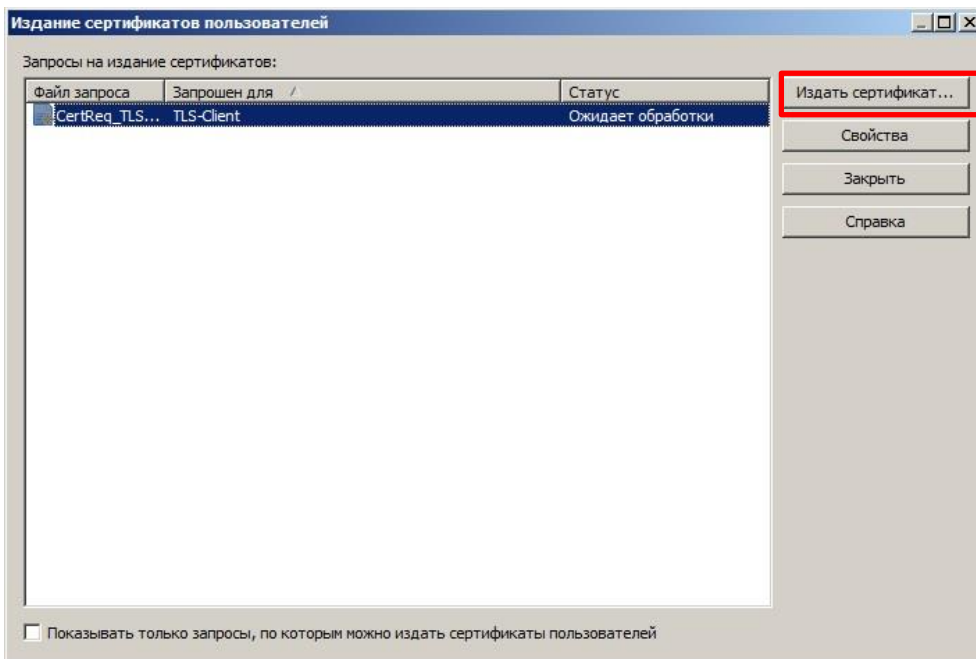 Издание сертификатов пользователей
Запросы на издание сертификатов:
Файл запроса Запрошен для Статус
CertReq_TLS... TLS-Client Ожидает обработки
Издать сертификат...
Свойства
Закрыть
Справка
Показывать только запросы, по которым можно издать сертификаты пользователей